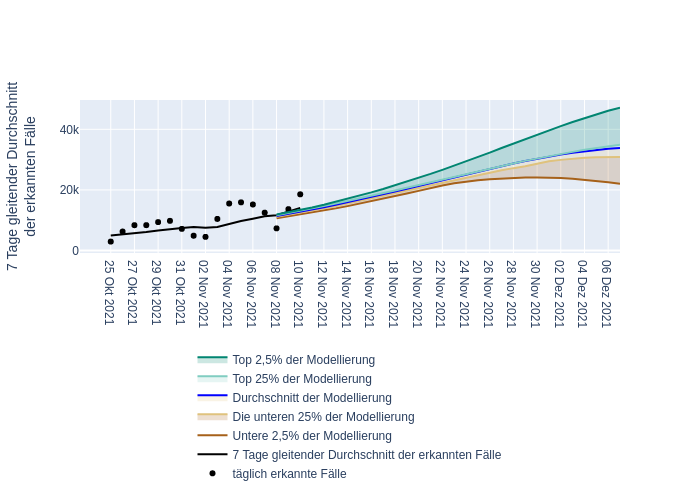 7 Tage gleitender Durchschnitt
der erkannten Fälle
40k
20k
0
25 Okt 2021
27 Okt 2021
29 Okt 2021
31 Okt 2021
02 Nov 2021
04 Nov 2021
06 Nov 2021
08 Nov 2021
10 Nov 2021
12 Nov 2021
14 Nov 2021
16 Nov 2021
18 Nov 2021
20 Nov 2021
22 Nov 2021
24 Nov 2021
26 Nov 2021
28 Nov 2021
30 Nov 2021
02 Dez 2021
04 Dez 2021
06 Dez 2021
Top 2,5% der Modellierung
Top 25% der Modellierung
Durchschnitt der Modellierung
Die unteren 25% der Modellierung
Untere 2,5% der Modellierung
7 Tage gleitender Durchschnitt der erkannten Fälle
täglich erkannte Fälle